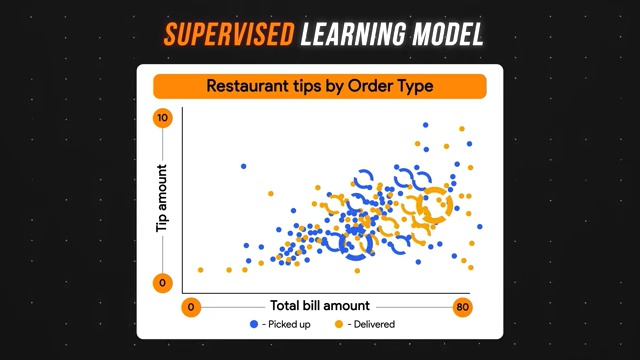 SUPERVISED LEARNING MODEL
Restaurant tips by Order Type
10
Tip amount
0
0 Total bill amount 80
- Picked up - Delivered